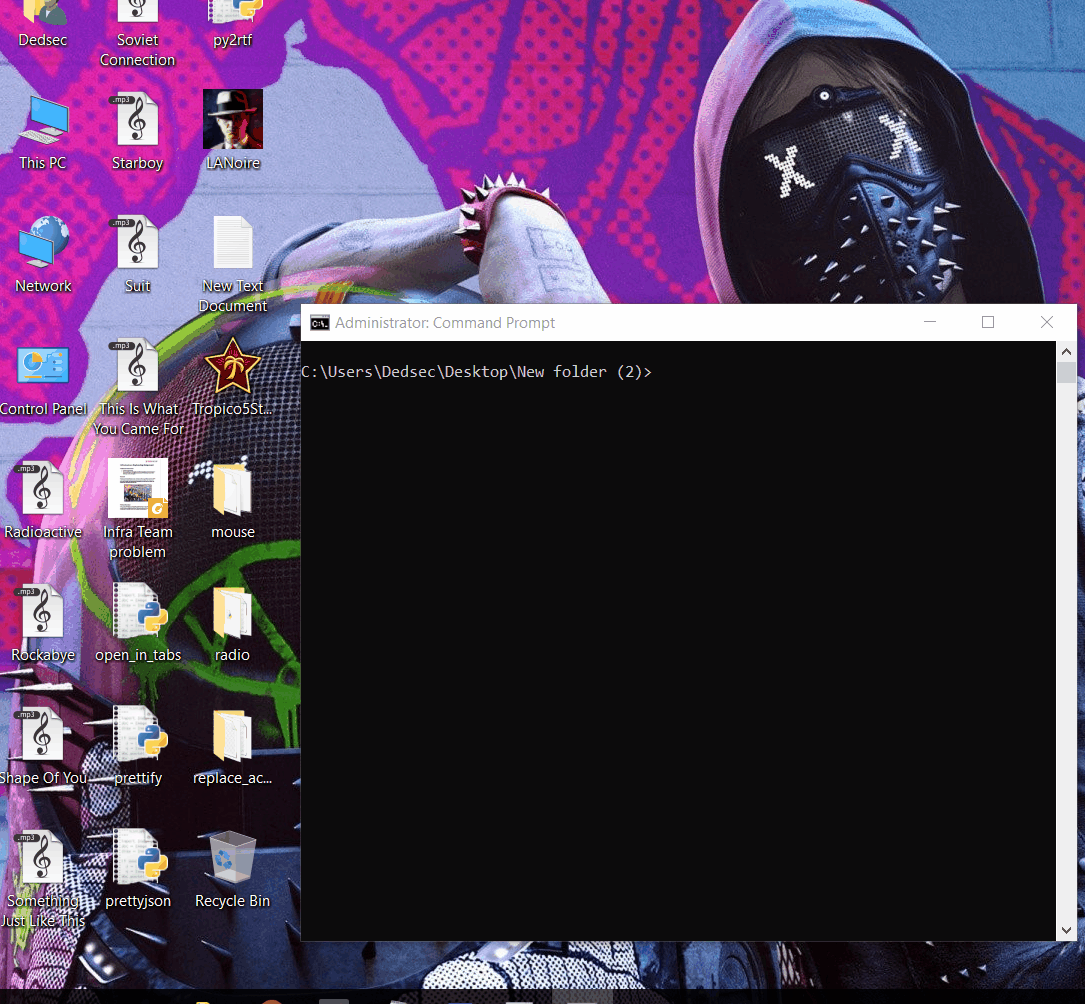 Dedsec
Soviet
Connection
py2rtf
This PC
.mp3
Starboy
LANoire
Network
.mp3
Suit
New Text
Document
Control Panel
.mp3
This Is What
You Came For
Tropico5St...
.mp3
Radioactive
Infra Team
problem
mouse
.mp3
Rockabye
open_in_tabs
radio
.mp3
Shape Of You
prettify
replace_ac...
.mp3
Something
Just Like This
prettyjson
Recycle Bin
C:\.
Administrator: Command Prompt
C:\Users\Dedsec\Desktop\New folder (2)>